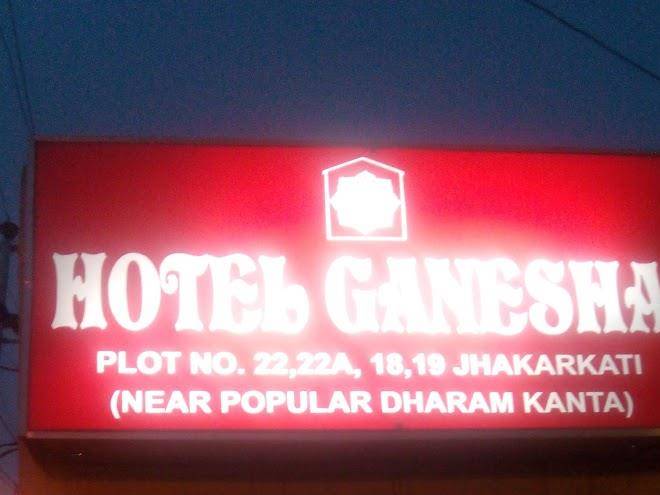 HOTEL GANESHA
PLOT NO. 22,22A, 18,19 JHAKARKATI
(NEAR POPULAR DHARAM KANTA)